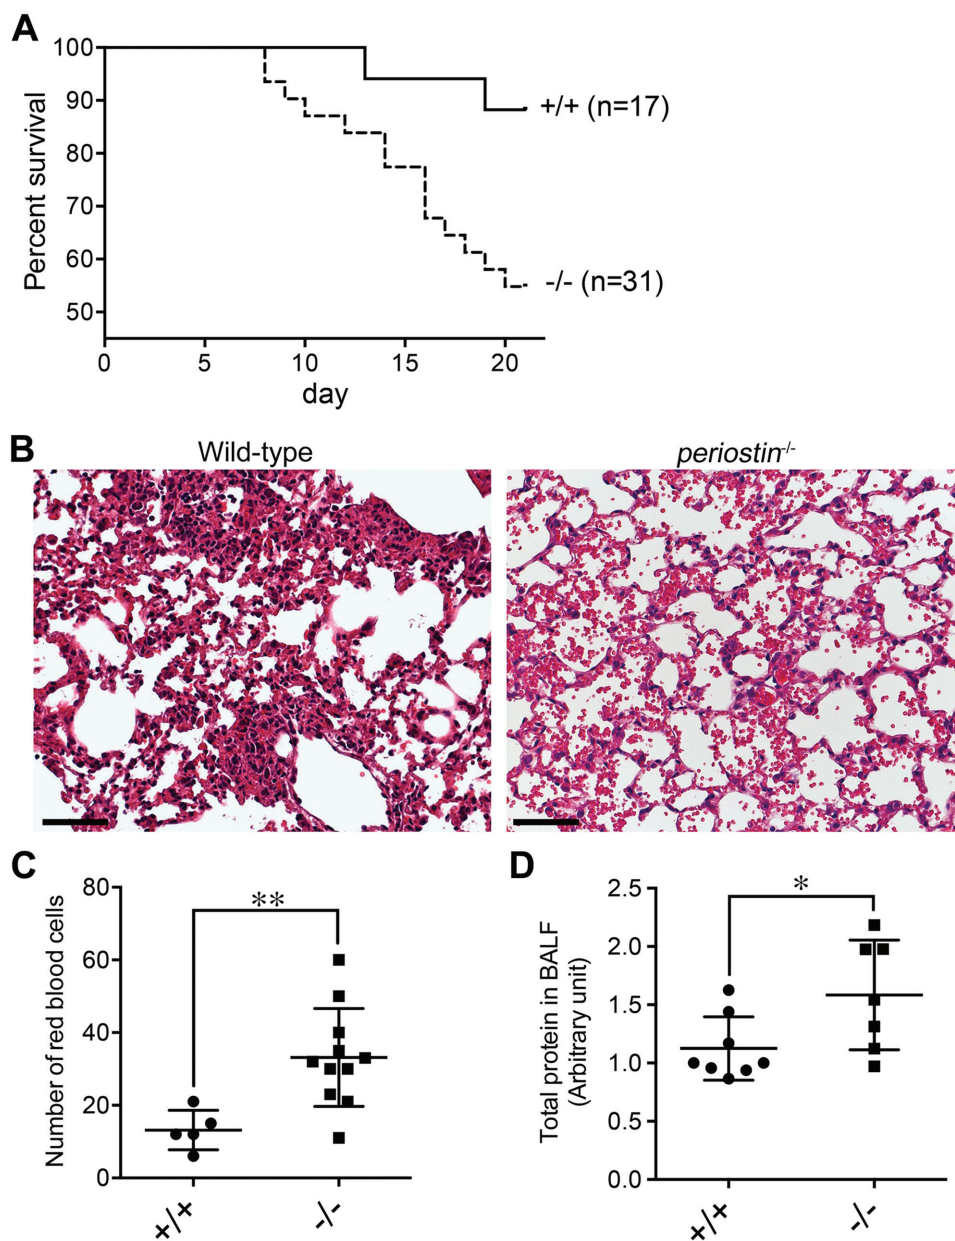 A
Percent survival
100
90
80
70
60
50
0
5
10
15
20
day
+/+ (n=17)
-/- (n=31)
B
Wild-type
periostin-/-
C
Number of red blood cells
80
60
40
20
0
**
+/+
-/-
D
Total protein in BALF
(Arbitrary unit)
2.5
2.0
1.5
1.0
0.5
0.0
*
+/+
-/-